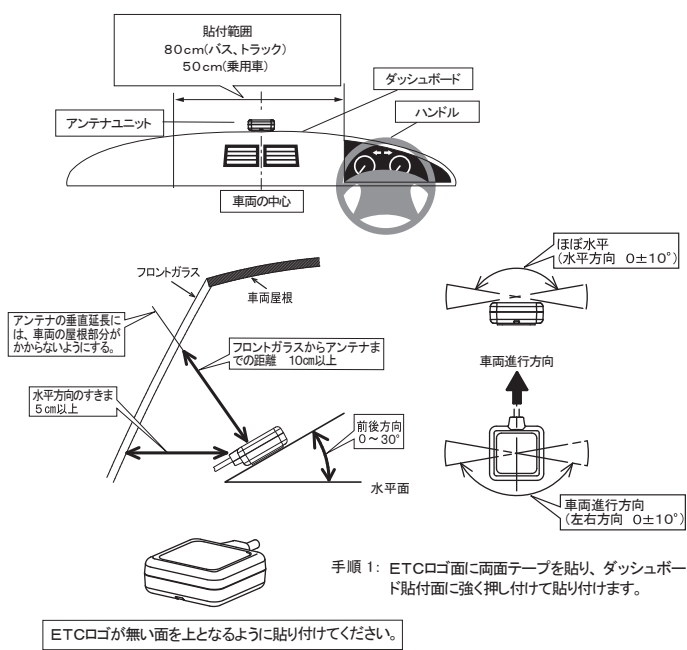 貼付範囲
80cm(バス、トラック)
50cm(乗用車)
ダッシュボード
アンテナユニット
ハンドル
車両の中心
フロントガラス
車両屋根
ほぼ水平
(水平方向 0±10°)
アンテナの垂直延長に
は、車両の屋根部分が
かからないようにする。
フロントガラスからアンテナま
での距離 10cm以上
車両進行方向
水平方向のすきま
5cm以上
前後方向
0～30°
水平面
車両進行方向
(左右方向 0±10°)
手順 1: ETCロゴ面に両面テープを貼り、ダッシュボー
ド貼付面に強く押し付けて貼り付けます。
ETCロゴが無い面を上となるように貼り付けてください。